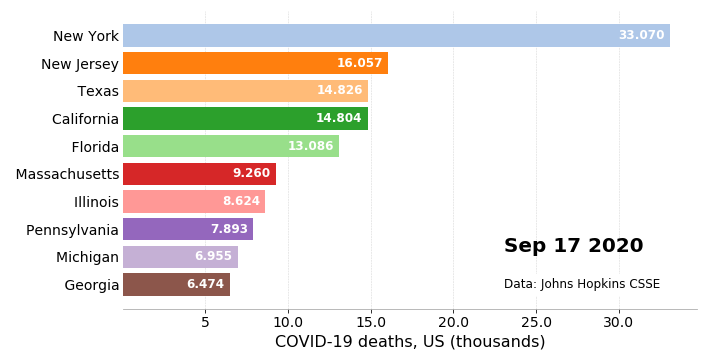 New York 33.070
New Jersey 16.057
Texas 14.826
California 14.804
Florida 13.086
Massachusetts 9.260
Illinois 8.624
Pennsylvania 7.893
Michigan 6.955
Georgia 6.474
Sep 17 2020
Data: Johns Hopkins CSSE
5 10.0 15.0 20.0 25.0 30.0
COVID-19 deaths, US (thousands)